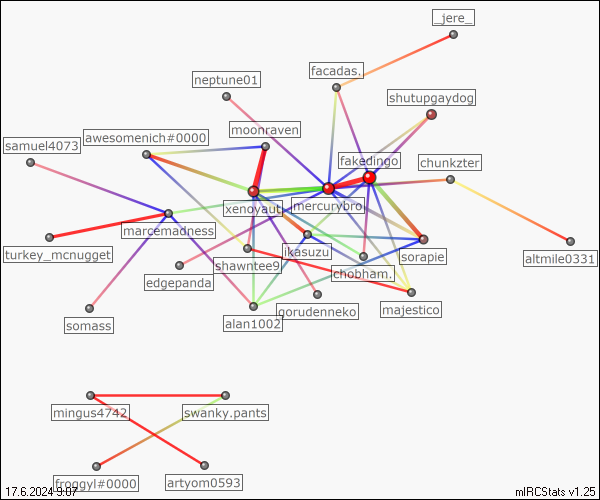 _jere_
facadas.
neptune01
shutupgaydog
moonraven
awesomenich#0000
samuel4073
fakedingo
chunkzter
xenoyaut
mercurybro
marcemadness
ikasuzu
turkey_mcnugget
sorapie
altmile0331
shawntee9
chobham.
edgepanda
majestico
gorudenneko
somass
alan1002
mingus4742
swanky.pants
froggyl#0000
artyom0593
17.6.2024 9:07
mIRCStats v1.25